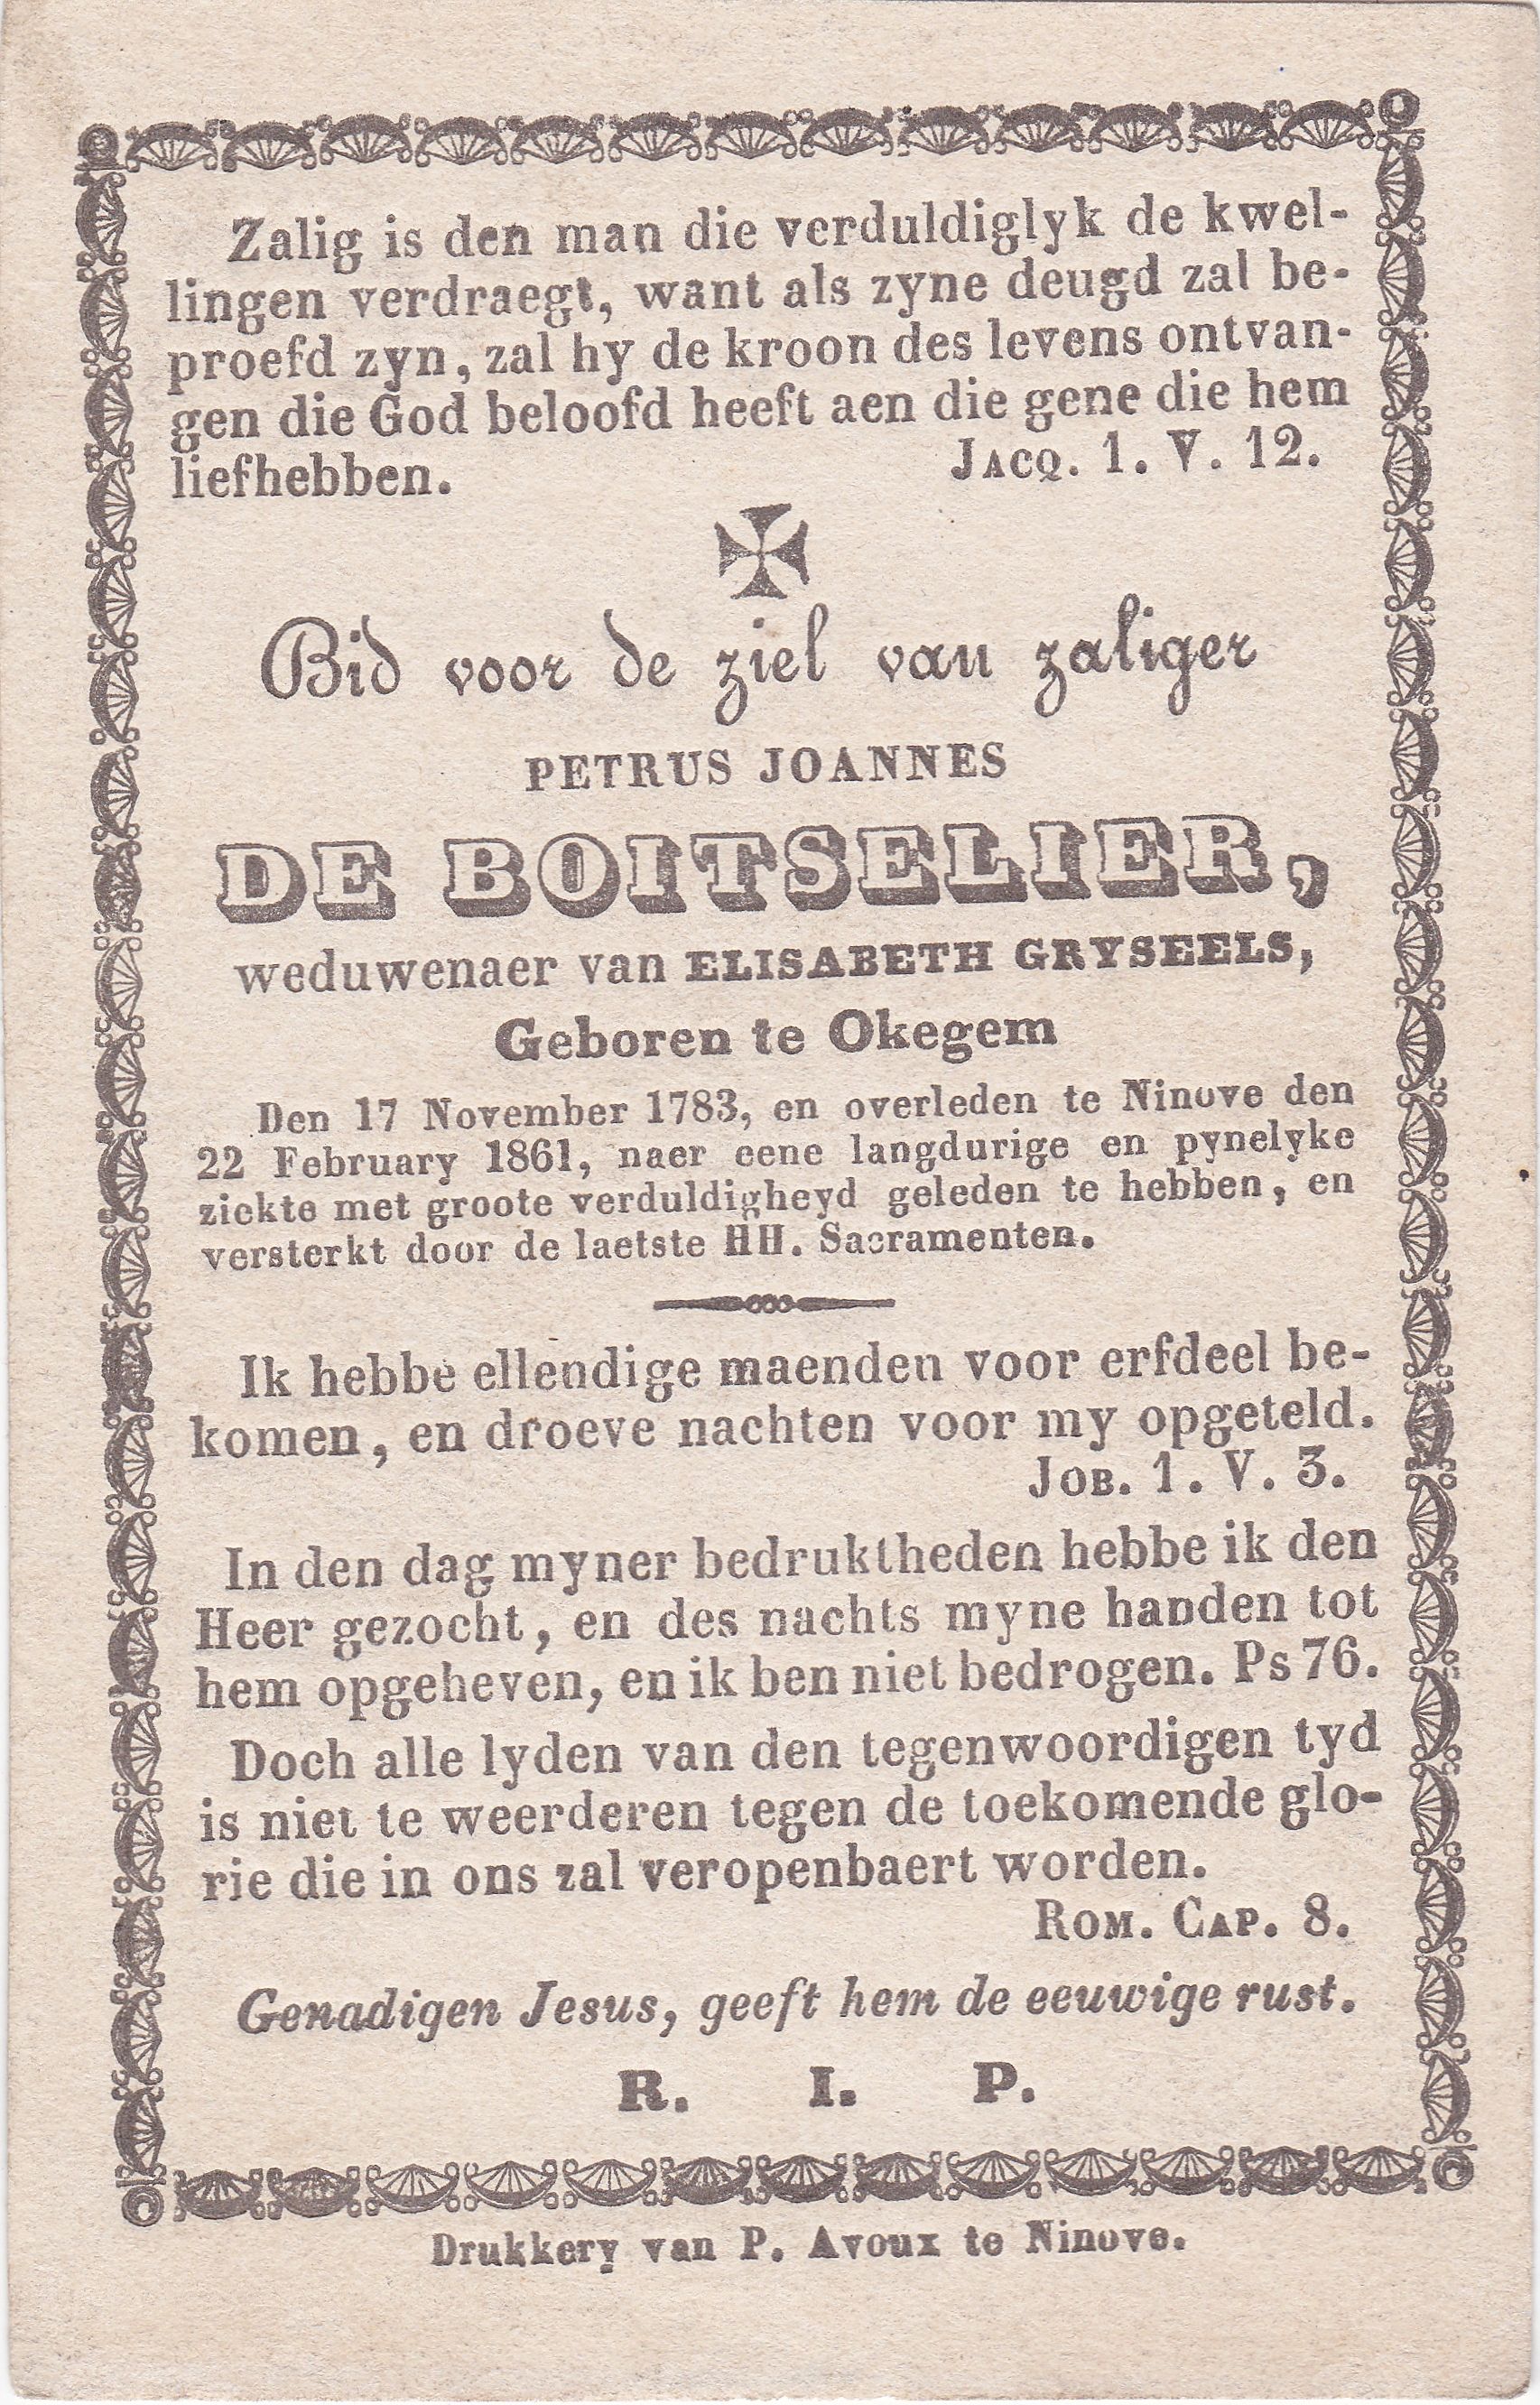 Zalig is den man die verduldiglyk de kwel-
lingen verdraegt, want als zyne deugd zal be-
proefd zyn, zal hy de kroon des levens ontvan-
gen die God beloofd heeft aen die gene die hem
liefhebben. JACQ. 1. V. 12.
Bid voor de ziel van zaliger
PETRUS JOANNES
DE BOITSELIER,
weduwenaer van ELISABETH GRYSEELS,
Geboren te Okegem
Den 17 November 1783, en overleden te Ninove den
22 February 1861, naer eene langdurige en pynelyke
ziekte met groote verduldigheyd geleden te hebben, en
versterkt door de laetste HH. Sacramenten.
Ik hebbe ellendige maenden voor erfdeel be-
komen, en droeve nachten voor my opgeteld.
JOB. 1. V. 3.
In den dag myner bedruktheden hebbe ik den
Heer gezocht, en des nachts myne handen tot
hem opgeheven, en ik ben niet bedrogen. Ps 76.
Doch alle lyden van den tegenwoordigen tyd
is niet te weerderen tegen de toekomende glo-
rie die in ons zal veropenbaert worden.
ROM. CAP. 8.
Genadigen Jesus, geeft hem de eeuwige rust.
R. I. P.
Drukkery van P. Avoux te Ninove.